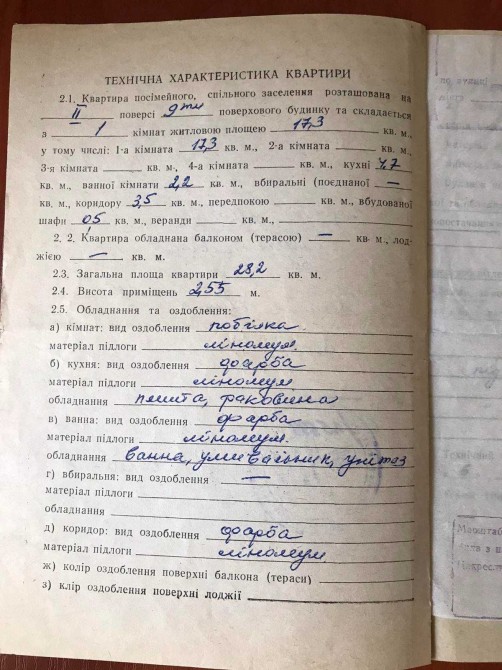 ТЕХНІЧНА ХАРАКТЕРИСТИКА КВАРТИРИ
2.1. Квартира посімейного, спільного заселення розташована на
II поверсі 9ти поверхового будинку та складається
з 1 кімнат житловою площею 17,3 кв. м.,
у тому числі: 1-а кімната 17,3 кв. м., 2-а кімната кв. м.,
3-я кімната кв. м., 4-а кімната кв. м., кухні 4,7
кв. м., ванної кімнати 2,2 кв. м., вбиральні (поєднаної —
кв. м., коридору 3,5 кв. м., передпокою кв. м., вбудованої
шафи 0,5 кв. м., веранди кв. м.,
2. 2. Квартира обладнана балконом (терасою) — кв м., лод-
жією — кв. м.
2.3. Загальна площа квартири 28,2 кв. м.
2.4. Висота приміщень 2,55 м.
2.5. Обладнання та оздоблення:
а) кімнат: вид оздоблення побілка
матеріал підлоги лінолеум
б) кухня: вид оздоблення фарба
матеріал підлоги лінолеум
обладнання плита, раковина
в) ванна: вид оздоблення фарба
матеріал підлоги лінолеум
обладнання ванна, умивальник, унітаз
г) вбиральня: вид оздоблення —
матеріал підлоги
обладнання
д) коридор: вид оздоблення фарба
матеріал підлоги лінолеум
ж) колір оздоблення поверхні балкона (тераси)
з) клір оздоблення поверхні лоджії
Масштаб